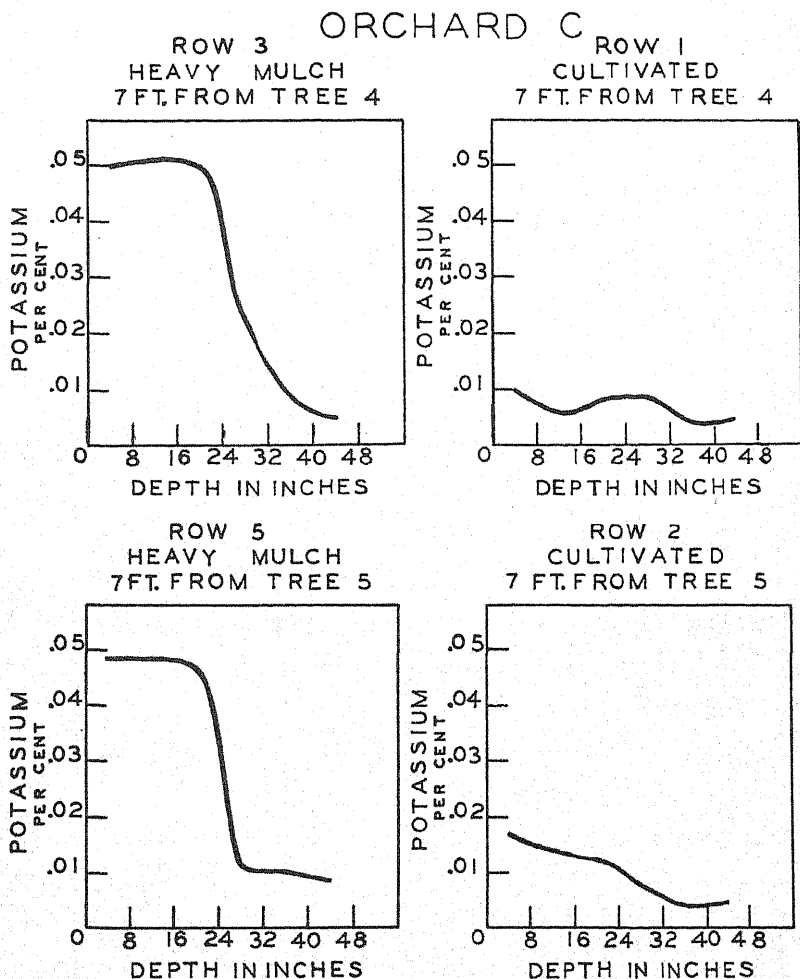 ORCHARD C
ROW 3
HEAVY MULCH
7 FT. FROM TREE 4
.05
.04
.03
.02
.01
POTASSIUM
PER CENT
0 8 16 24 32 40 48
DEPTH IN INCHES
ROW 1
CULTIVATED
7 FT. FROM TREE 4
.05
.04
.03
.02
.01
POTASSIUM
PER CENT
0 8 16 24 32 40 48
DEPTH IN INCHES
ROW 5
HEAVY MULCH
7 FT. FROM TREE 5
.05
.04
.03
.02
.01
POTASSIUM
PER CENT
0 8 16 24 32 40 48
DEPTH IN INCHES
ROW 2
CULTIVATED
7 FT. FROM TREE 5
.05
.04
.03
.02
.01
POTASSIUM
PER CENT
0 8 16 24 32 40 48
DEPTH IN INCHES